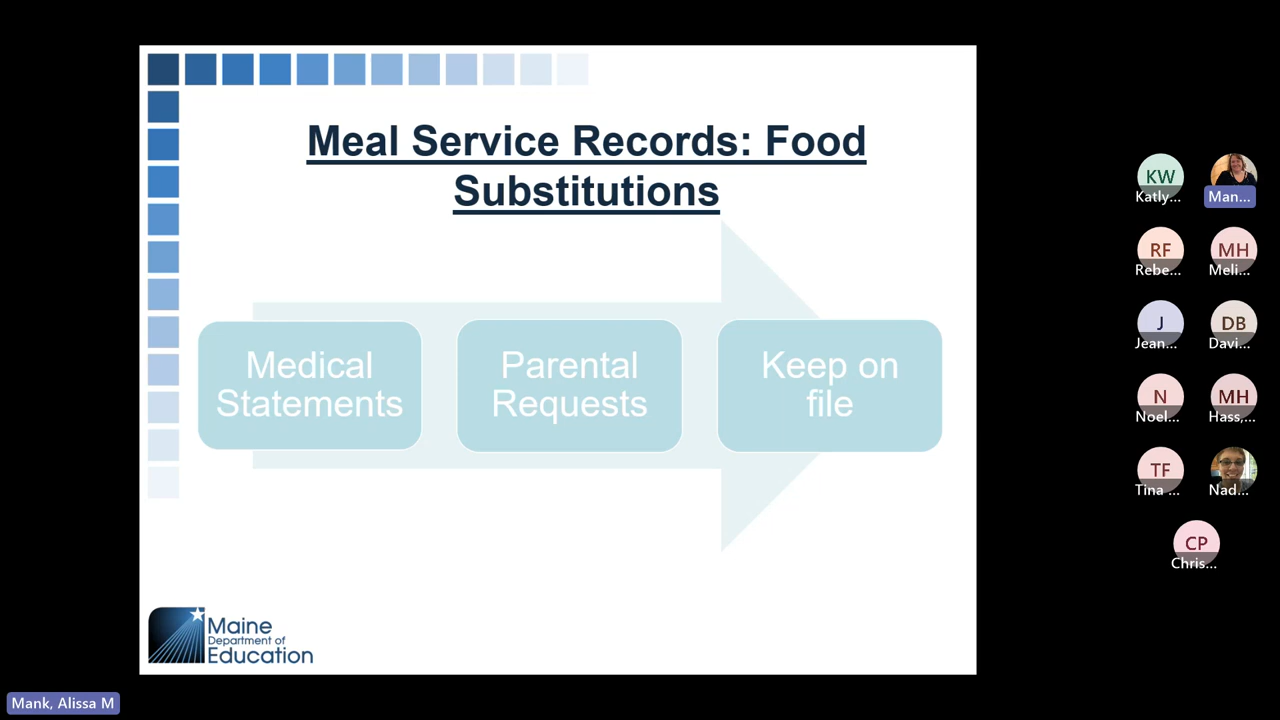 Meal Service Records: Food
Substitutions
Medical
Statements
Parental
Requests
Keep on
file
Maine
Department of
Education
KW
Katly...
Man...
RF
Rebe...
MH
Meli...
J
Jean...
DB
Davi...
N
Noel...
MH
Hass,...
TF
Tina ...
Nad...
CP
Chris...
Mank, Alissa M